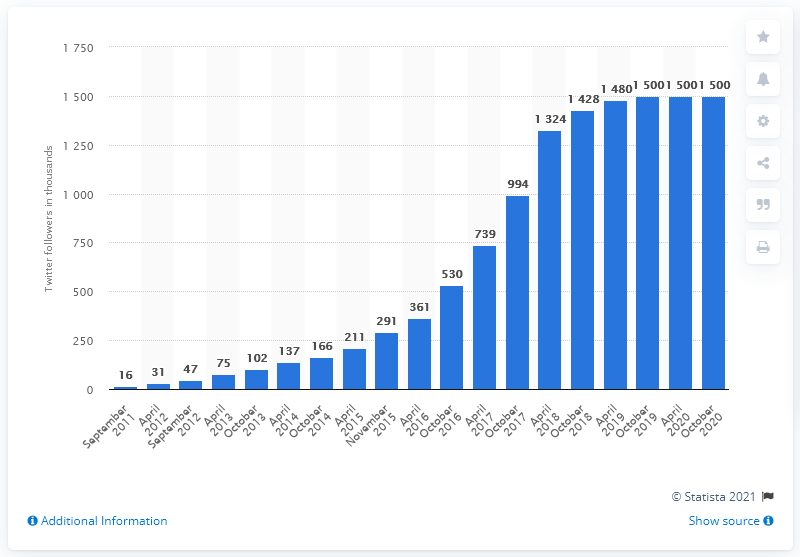 1 750
1 500
1 250
1 000
750
500
250
0
Twitter followers in thousands
16
31
47
75
102
137
166
211
291
361
530
739
994
1 324
1 428
1 480
1 500
1 500
1 500
September 2011
April 2012
September 2012
April 2013
October 2013
April 2014
October 2014
April 2015
November 2015
April 2016
October 2016
April 2017
October 2017
April 2018
October 2018
April 2019
October 2019
April 2020
October 2020
© Statista 2021
Additional Information
Show source